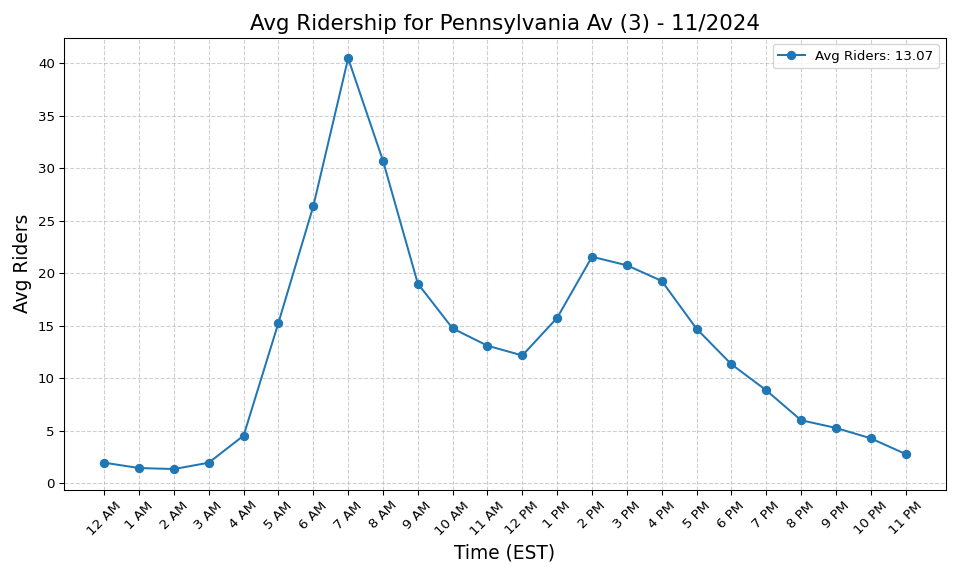 Avg Ridership for Pennsylvania Av (3) - 11/2024
Avg Riders: 13.07
Avg Riders
40
35
30
25
20
15
10
5
0
12 AM
1 AM
2 AM
3 AM
4 AM
5 AM
6 AM
7 AM
8 AM
9 AM
10 AM
11 AM
12 PM
1 PM
2 PM
3 PM
4 PM
5 PM
6 PM
7 PM
8 PM
9 PM
10 PM
11 PM
Time (EST)